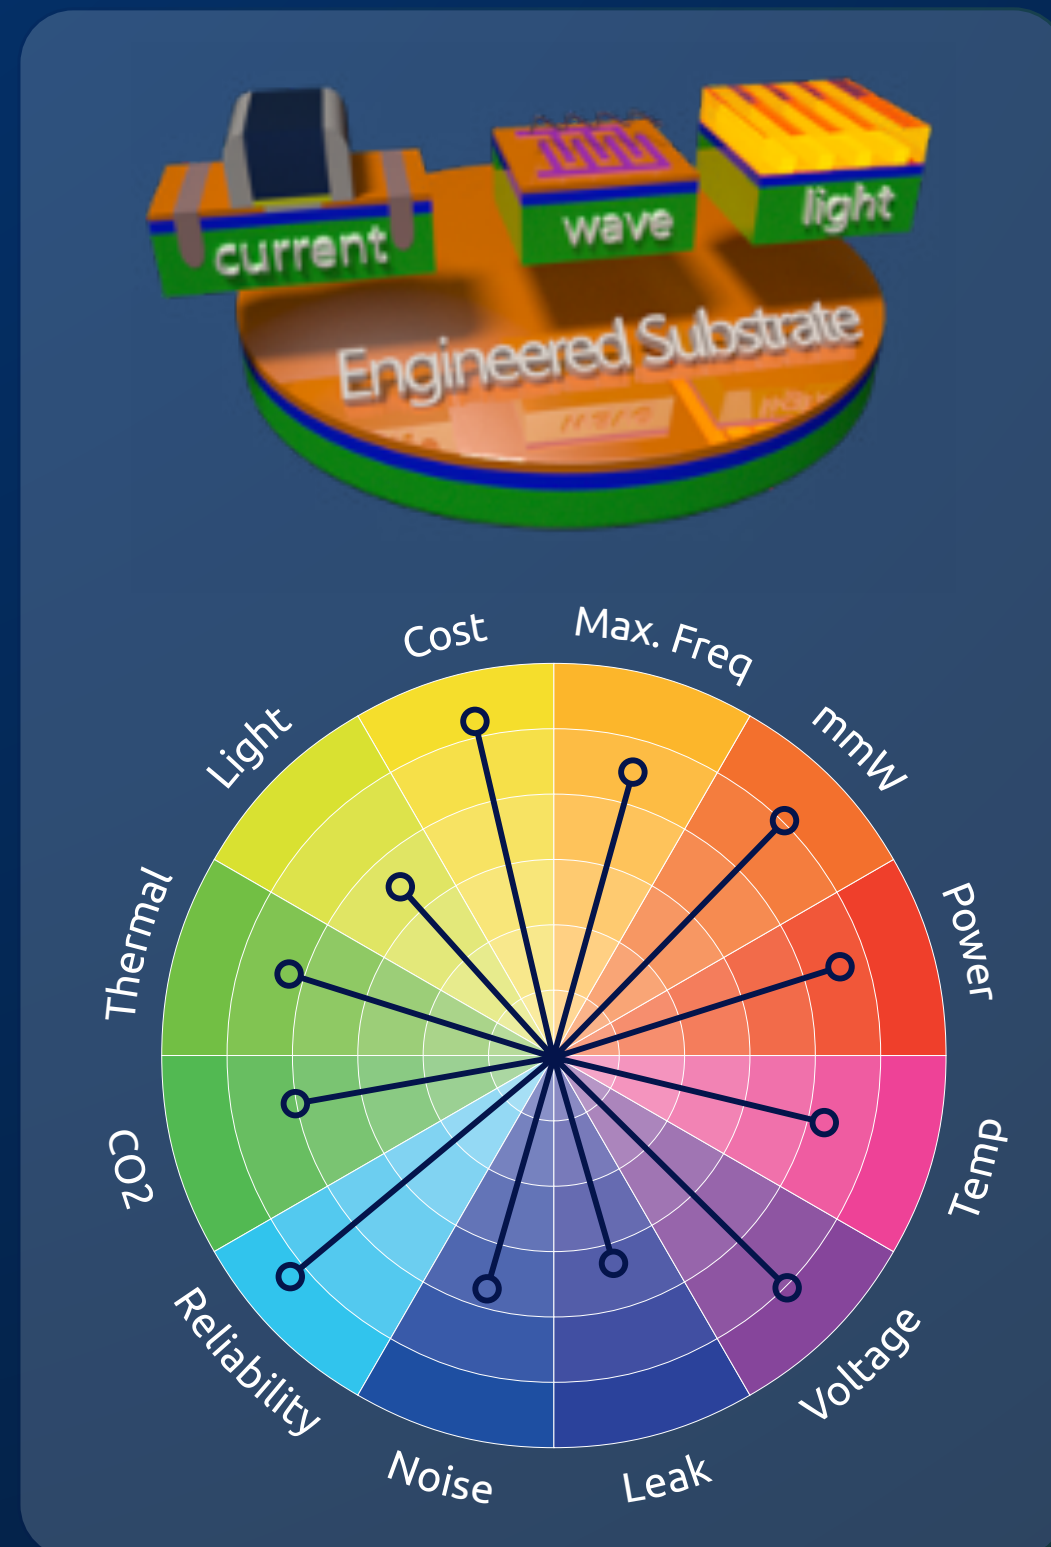 current
wave
light
Engineered Substrate
Cost
Max. Freq
Light
mmW
Thermal
Power
CO2
Temp
Reliability
Voltage
Noise
Leak